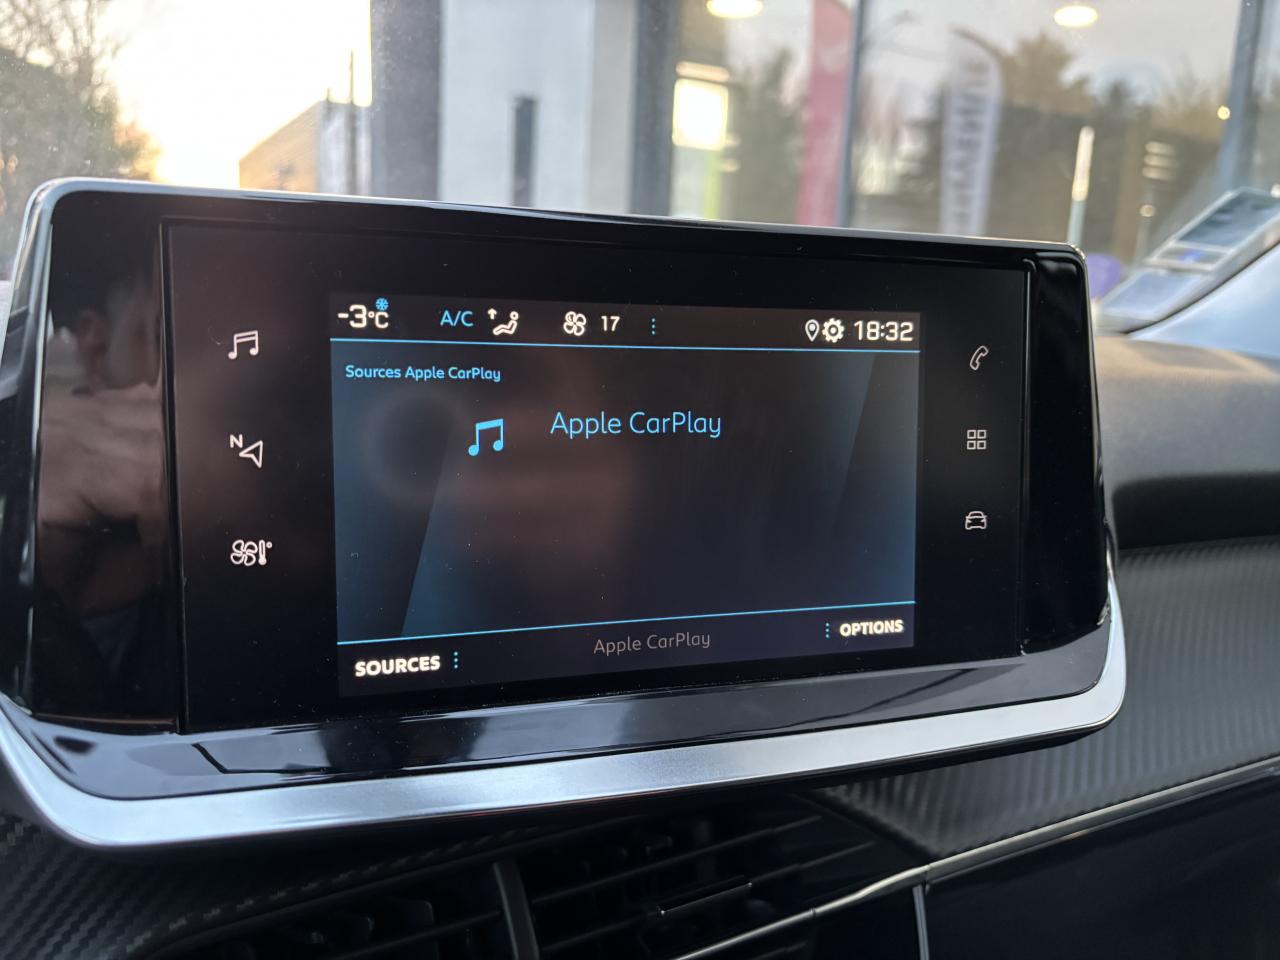 -3°C A/C 17 18:32
Sources Apple CarPlay
Apple CarPlay
N
SOURCES Apple CarPlay OPTIONS